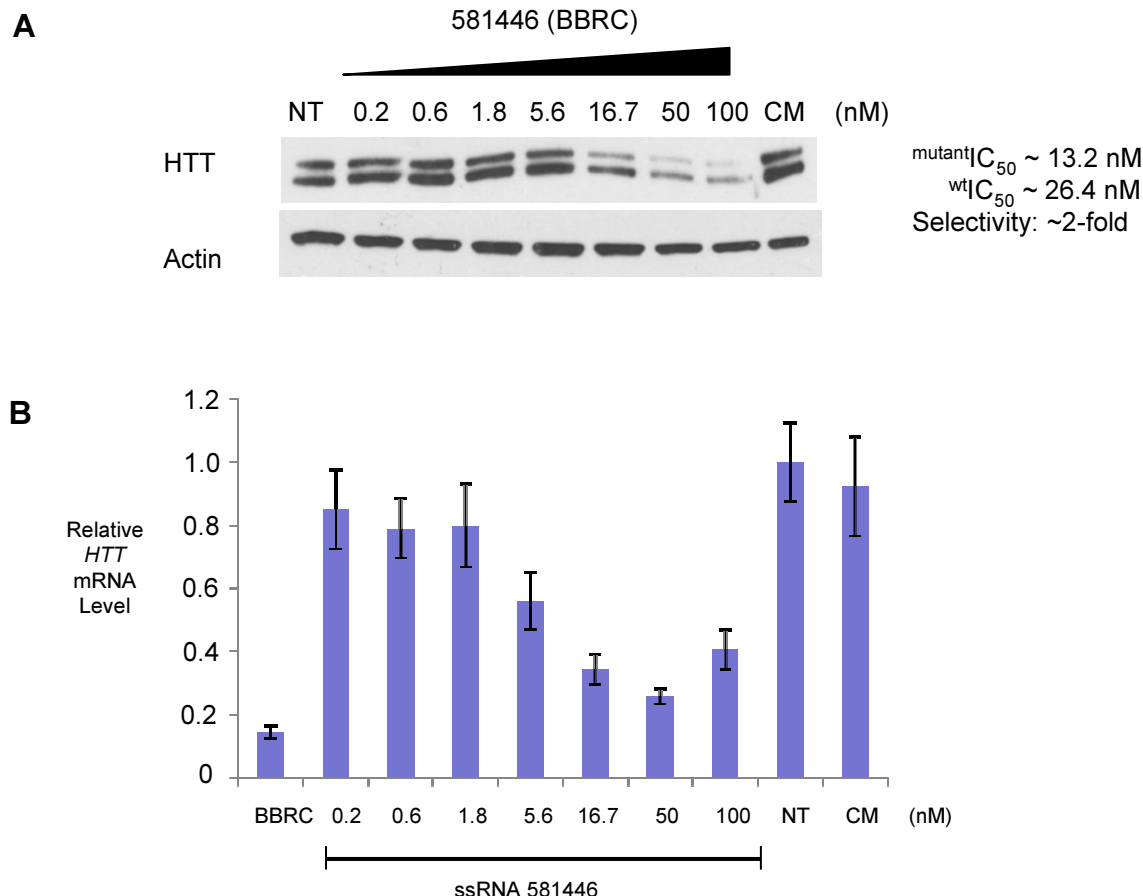 A
581446 (BBRC)
NT 0.2 0.6 1.8 5.6 16.7 50 100 CM (nM)
HTT
Actin
mutantIC50 ~ 13.2 nM
wtIC50 ~ 26.4 nM
Selectivity: ~2-fold
B
1.2
1.0
0.8
0.6
0.4
0.2
0
Relative
HTT
mRNA
Level
BBRC 0.2 0.6 1.8 5.6 16.7 50 100 NT CM (nM)
ssRNA 581446